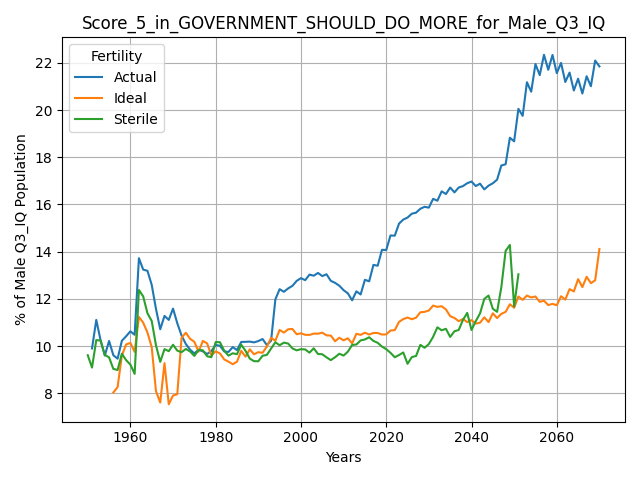 Score_5_in_GOVERNMENT_SHOULD_DO_MORE_for_Male_Q3_IQ
Fertility
Actual
Ideal
Sterile
% of Male Q3_IQ Population
22
20
18
16
14
12
10
8
1960 1980 2000 2020 2040 2060
Years